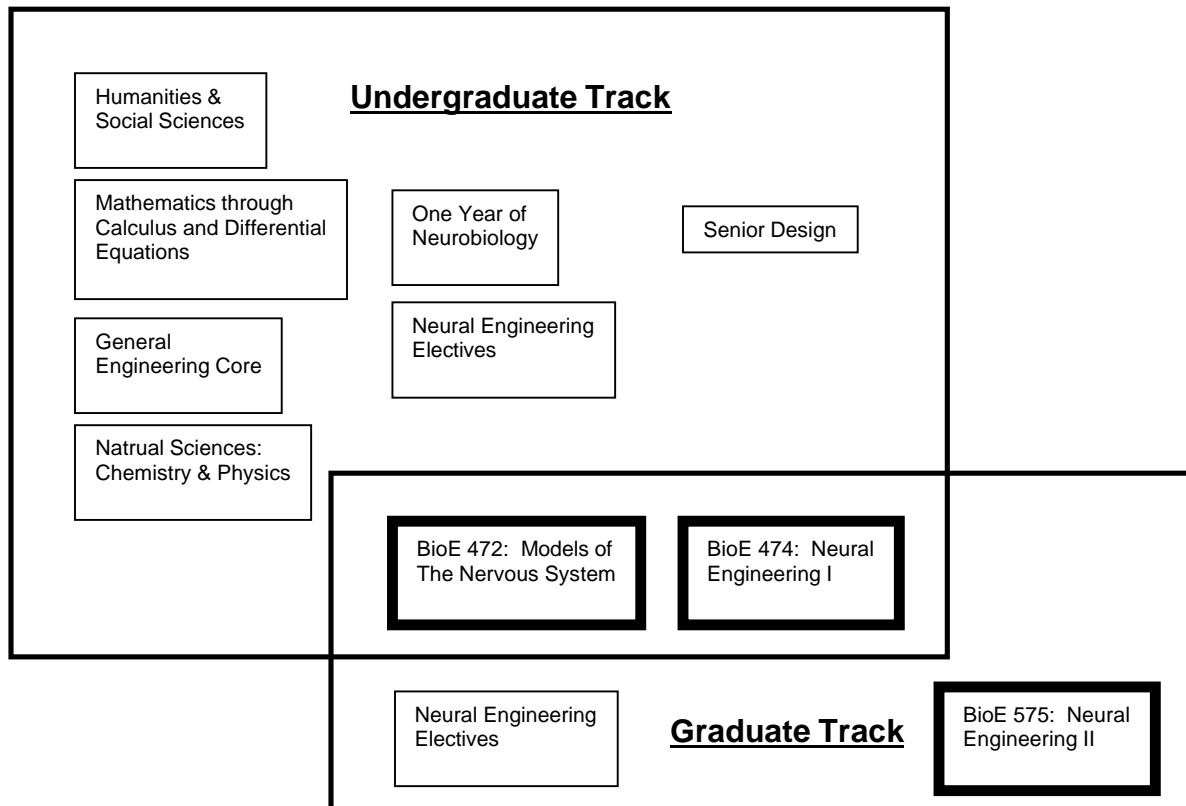 Undergraduate Track
Humanities &
Social Sciences
Mathematics through
Calculus and Differential
Equations
One Year of
Neurobiology
Senior Design
General
Engineering Core
Neural Engineering
Electives
Natrual Sciences:
Chemistry & Physics
BioE 472:  Models of
The Nervous System
BioE 474:  Neural
Engineering I
Neural Engineering
Electives
Graduate Track
BioE 575:  Neural
Engineering II